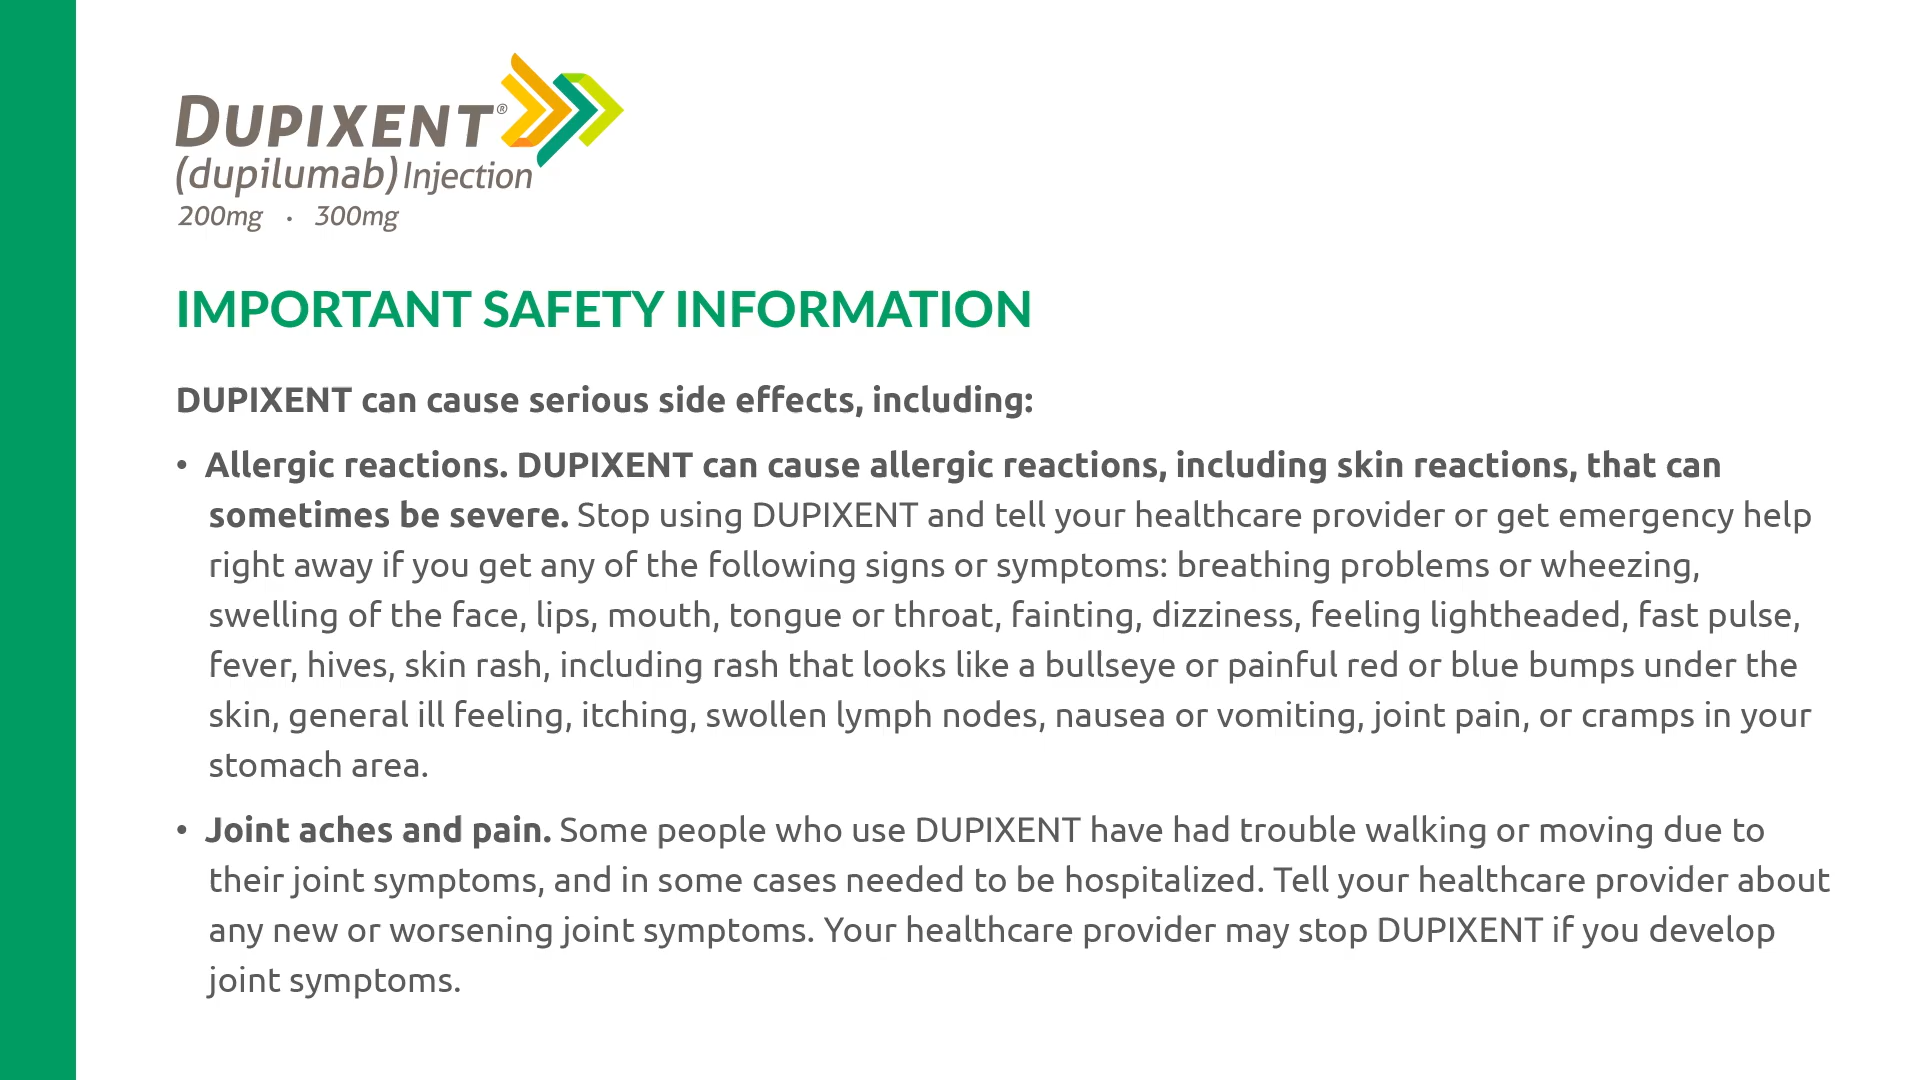 DUPIXENT®
(dupilumab) Injection
200mg · 300mg
IMPORTANT SAFETY INFORMATION
DUPIXENT can cause serious side effects, including:
• Allergic reactions. DUPIXENT can cause allergic reactions, including skin reactions, that can
sometimes be severe. Stop using DUPIXENT and tell your healthcare provider or get emergency help
right away if you get any of the following signs or symptoms: breathing problems or wheezing,
swelling of the face, lips, mouth, tongue or throat, fainting, dizziness, feeling lightheaded, fast pulse,
fever, hives, skin rash, including rash that looks like a bullseye or painful red or blue bumps under the
skin, general ill feeling, itching, swollen lymph nodes, nausea or vomiting, joint pain, or cramps in your
stomach area.
• Joint aches and pain. Some people who use DUPIXENT have had trouble walking or moving due to
their joint symptoms, and in some cases needed to be hospitalized. Tell your healthcare provider about
any new or worsening joint symptoms. Your healthcare provider may stop DUPIXENT if you develop
joint symptoms.